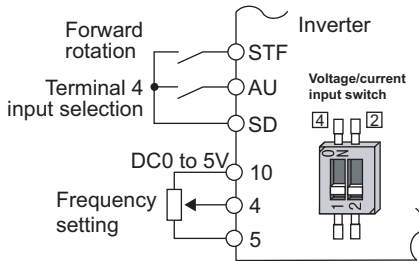 Inverter
Forward
rotation
STF
Terminal 4
input selection
AU
SD
Voltage/current
input switch
4
2
ON
1 2
DC0 to 5V
10
Frequency
setting
4
5